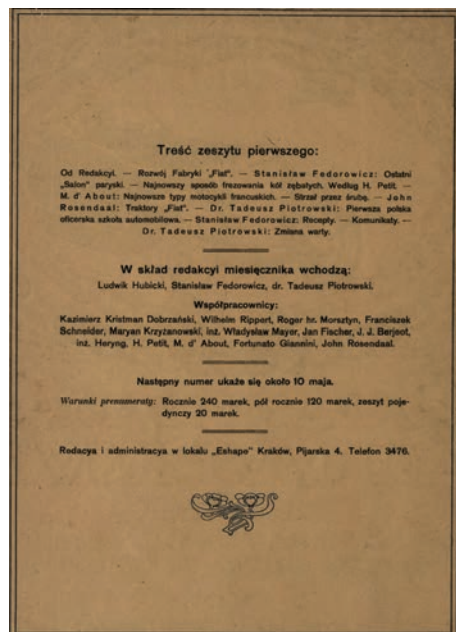 Treść zeszytu pierwszego:
Od Redakcyi. — Rozwój Fabryki „Fiat“. — Stanisław Fedorowicz: Ostatni
„Salon“ paryski. — Najnowszy sposób frezowania kół zębatych. Według H. Petit. —
M. d' About: Najnowsze typy motocykli francuskich. — Strzał przez śrubę. — John
Rosendaal: Traktory „Fiat“. — Dr. Tadeusz Piotrowski: Pierwsza polska
oficerska szkoła automobilowa. — Stanisław Fedorowicz: Recepty. — Komunikaty. —
Dr. Tadeusz Piotrowski: Zmiana warty.
W skład redakcyi miesięcznika wchodzą:
Ludwik Hubicki, Stanisław Fedorowicz, dr. Tadeusz Piotrowski.
Współpracownicy:
Kazimierz Kristman Dobrzański, Wilhelm Rippert, Roger hr. Morsztyn, Franciszek
Schneider, Maryan Krzyżanowski, inż. Władysław Mayer, Jan Fischer, J. J. Berjeot,
inż. Heryng, H. Petit, M. d' About, Fortunato Giannini, John Rosendaal.
Następny numer ukaże się około 10 maja.
Warunki prenumeraty: Rocznie 240 marek, pół rocznie 120 marek, zeszyt poje-
dynczy 20 marek.
Redacya i administracya w lokalu „Eshape“ Kraków, Pijarska 4. Telefon 3476.